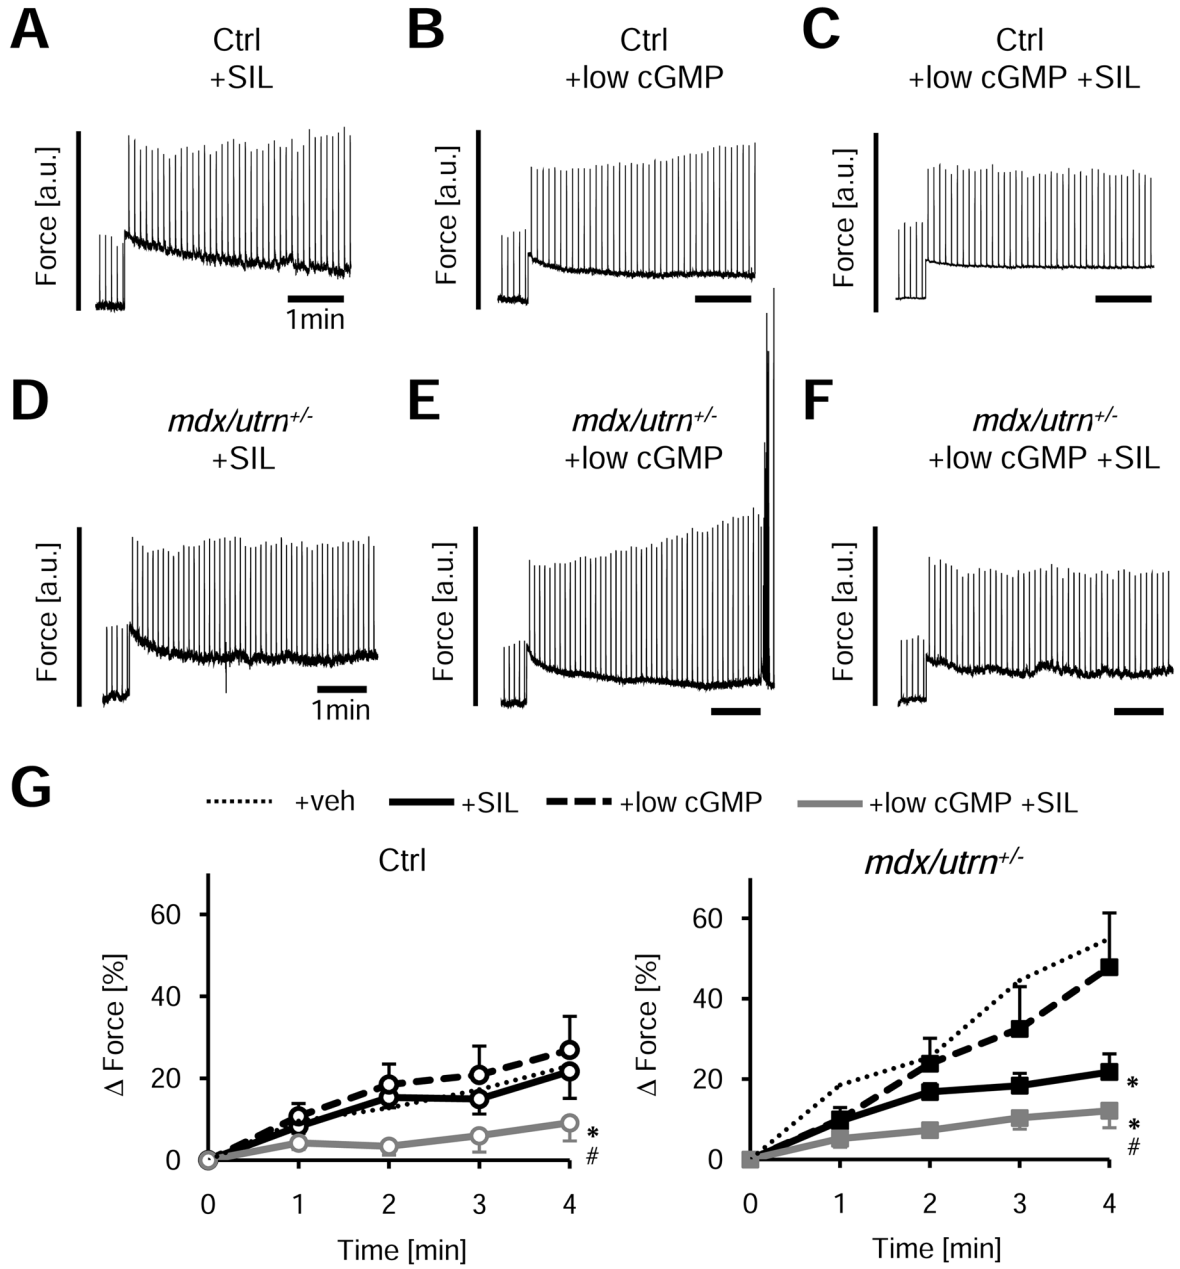 A
Ctrl
+SIL
Force [a.u.]
1min
B
Ctrl
+low cGMP
Force [a.u.]
C
Ctrl
+low cGMP +SIL
Force [a.u.]
D
mdx/utrn+/-
+SIL
Force [a.u.]
1min
E
mdx/utrn+/-
+low cGMP
Force [a.u.]
F
mdx/utrn+/-
+low cGMP +SIL
Force [a.u.]
G
+veh +SIL +low cGMP +low cGMP +SIL
Ctrl
Δ Force [%]
60
40
20
0
*
#
0 1 2 3 4
Time [min]
mdx/utrn+/-
Δ Force [%]
60
40
20
0
*
*
#
0 1 2 3 4
Time [min]